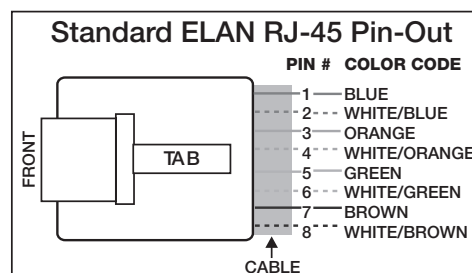 Standard ELAN RJ-45 Pin-Out
PIN # COLOR CODE
1 BLUE
2 WHITE/BLUE
3 ORANGE
4 WHITE/ORANGE
5 GREEN
6 WHITE/GREEN
7 BROWN
8 WHITE/BROWN
FRONT
TAB
CABLE